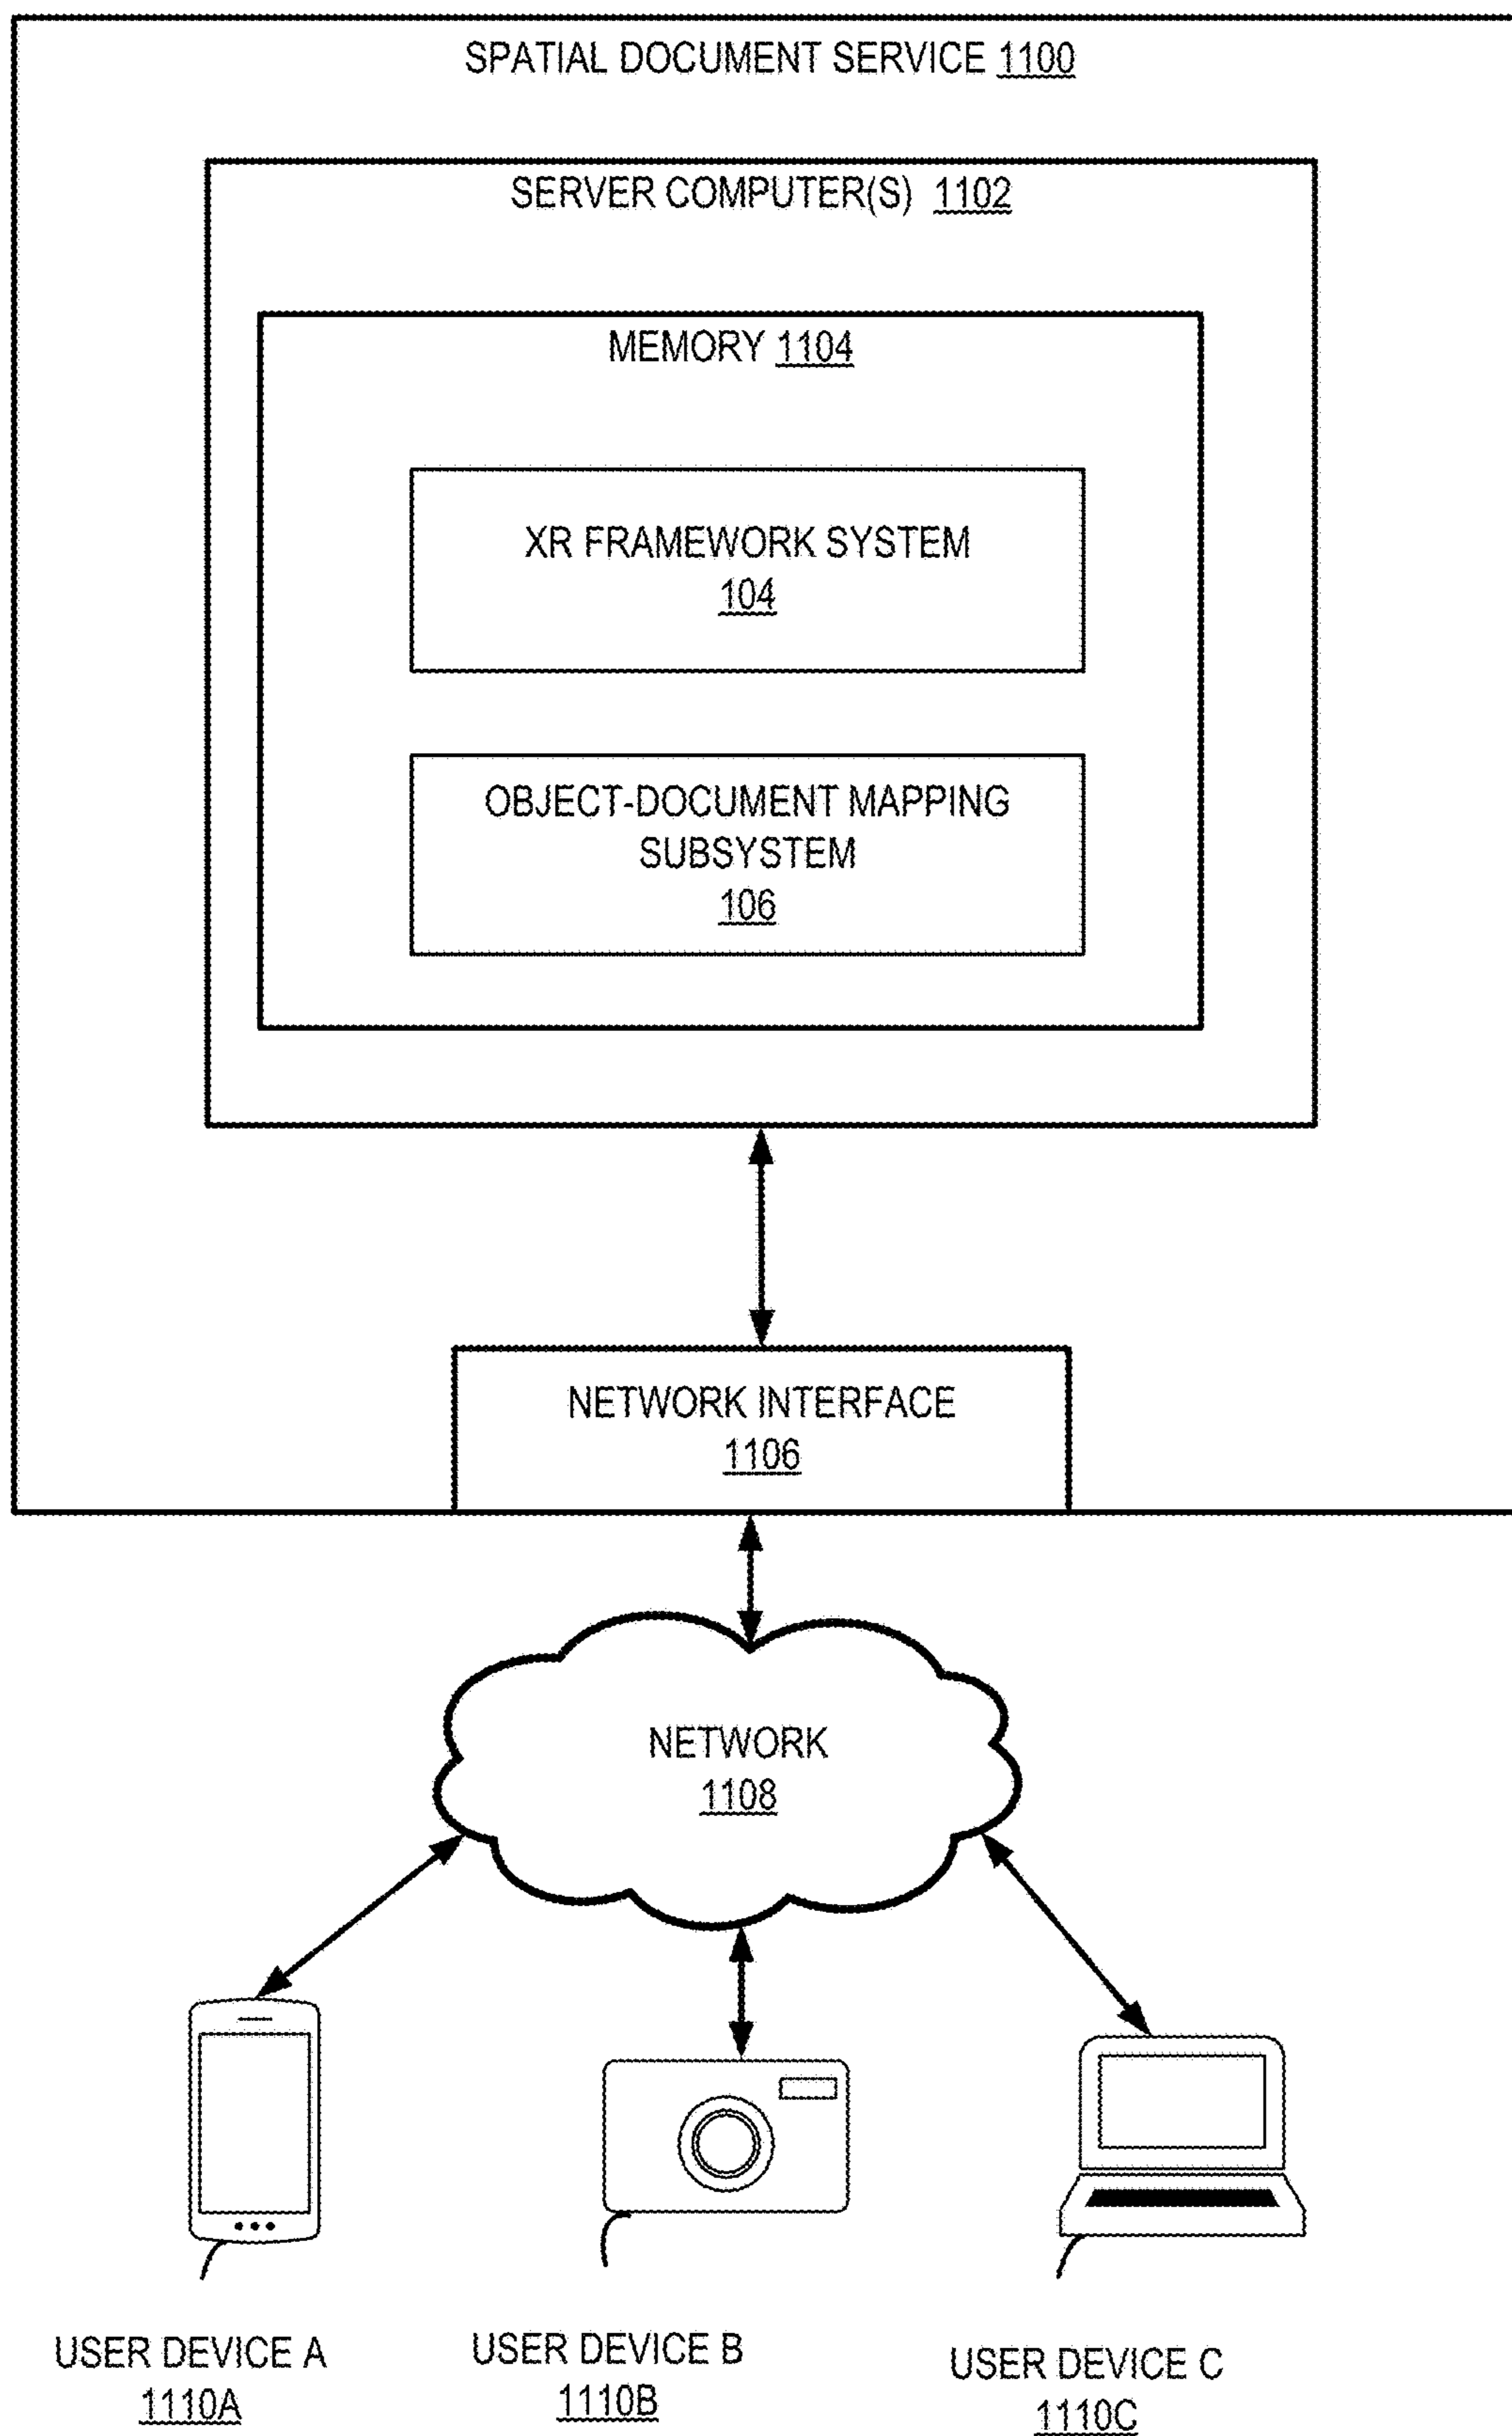 SPATIAL DOCUMENT SERVICE 1100
SERVER COMPUTER(S) 1102
MEMORY 1104
XR FRAMEWORK SYSTEM
104
OBJECT-DOCUMENT MAPPING
SUBSYSTEM
106
NETWORK INTERFACE
1106
NETWORK
1108
USER DEVICE A
1110A
USER DEVICE B
1110B
USER DEVICE C
1110C